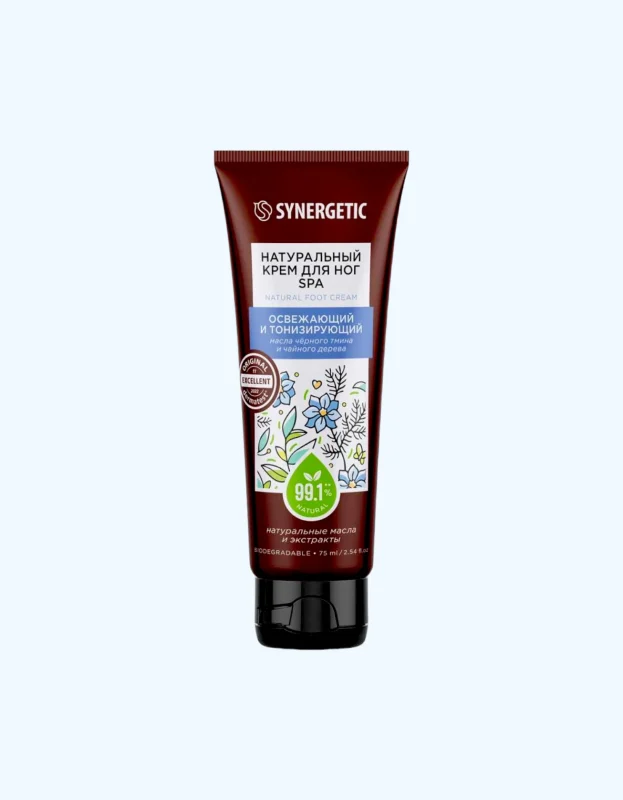 SYNERGETIC
НАТУРАЛЬНЫЙ
КРЕМ ДЛЯ НОГ
SPA
NATURAL FOOT CREAM
ОСВЕЖАЮЩИЙ
И ТОНИЗИРУЮЩИЙ
масла чёрного тмина
и чайного дерева
ORIGINAL
EXCELLENT
dermatest
99.1**%
NATURAL
натуральные масла
и экстракты
BIODEGRADABLE • 75 ml / 2.54 fl.oz